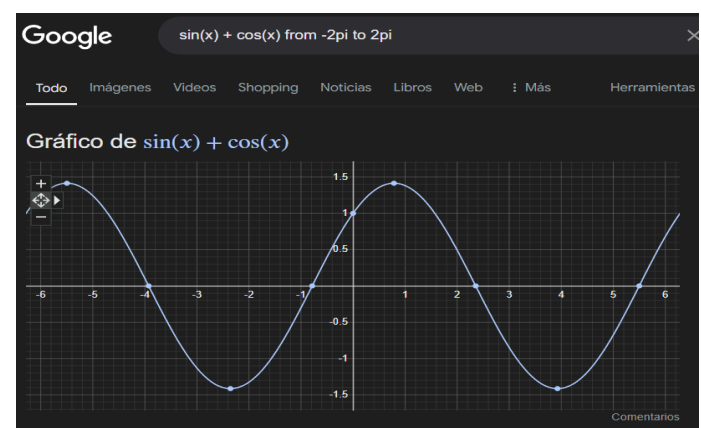 Google sin(x) + cos(x) from -2pi to 2pi ×
Todo Imágenes Videos Shopping Noticias Libros Web ⋮ Más Herramientas
Gráfico de sin(x) + cos(x)
+
−
1.5
1
0.5
-6 -5 -4 -3 -2 -1 1 2 3 4 5 6
-0.5
-1
-1.5
Comentarios